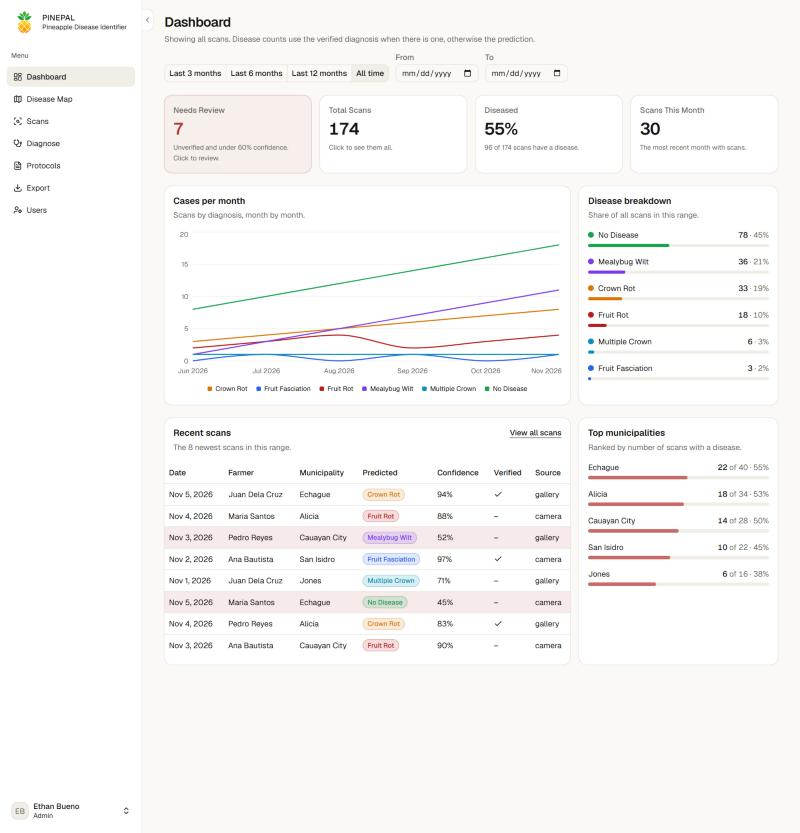 PINEPAL
Pineapple Disease Identifier
Menu
Dashboard
Disease Map
Scans
Diagnose
Protocols
Export
Users
EB
Ethan Bueno
Admin
Dashboard
Showing all scans. Disease counts use the verified diagnosis when there is one, otherwise the prediction.
From To
Last 3 months Last 6 months Last 12 months All time mm/dd/yyyy mm/dd/yyyy
Needs Review
7
Unverified and under 60% confidence.
Click to review.
Total Scans
174
Click to see them all.
Diseased
55%
96 of 174 scans have a disease.
Scans This Month
30
The most recent month with scans.
Cases per month
Scans by diagnosis, month by month.
20
15
10
5
0
Jun 2026 Jul 2026 Aug 2026 Sep 2026 Oct 2026 Nov 2026
Crown Rot Fruit Fasciation Fruit Rot Mealybug Wilt Multiple Crown No Disease
Disease breakdown
Share of all scans in this range.
No Disease 78 · 45%
Mealybug Wilt 36 · 21%
Crown Rot 33 · 19%
Fruit Rot 18 · 10%
Multiple Crown 6 · 3%
Fruit Fasciation 3 · 2%
Recent scans View all scans
The 8 newest scans in this range.
Date Farmer Municipality Predicted Confidence Verified Source
Nov 5, 2026 Juan Dela Cruz Echague Crown Rot 94% ✓ gallery
Nov 4, 2026 Maria Santos Alicia Fruit Rot 88% – camera
Nov 3, 2026 Pedro Reyes Cauayan City Mealybug Wilt 52% – gallery
Nov 2, 2026 Ana Bautista San Isidro Fruit Fasciation 97% ✓ camera
Nov 1, 2026 Juan Dela Cruz Jones Multiple Crown 71% – gallery
Nov 5, 2026 Maria Santos Echague No Disease 45% – camera
Nov 4, 2026 Pedro Reyes Alicia Crown Rot 83% ✓ gallery
Nov 3, 2026 Ana Bautista Cauayan City Fruit Rot 90% – camera
Top municipalities
Ranked by number of scans with a disease.
Echague 22 of 40 · 55%
Alicia 18 of 34 · 53%
Cauayan City 14 of 28 · 50%
San Isidro 10 of 22 · 45%
Jones 6 of 16 · 38%